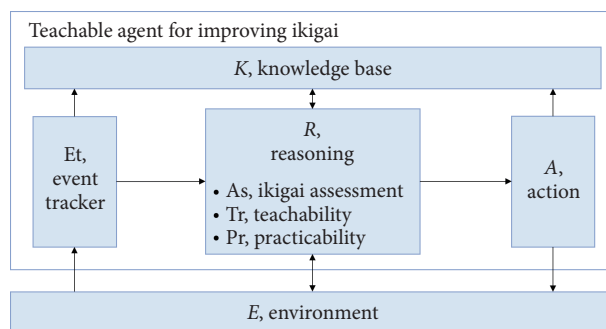 Teachable agent for improving ikigai
K, knowledge base
Et,
event
tracker
R,
reasoning
• As, ikigai assessment
• Tr, teachability
• Pr, practicability
A,
action
E, environment